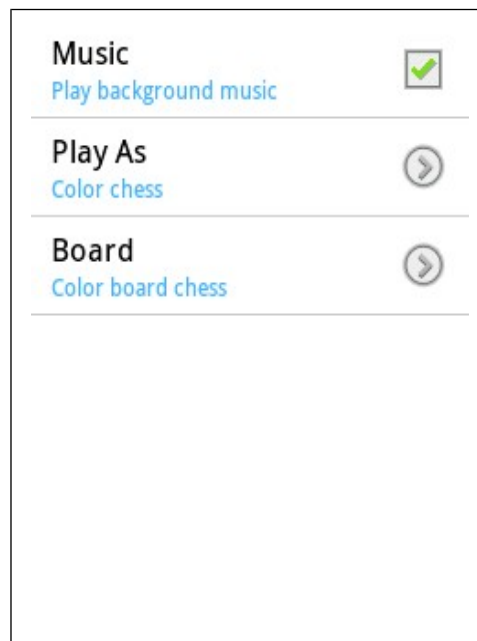 Music
Play background music
Play As
Color chess
Board
Color board chess